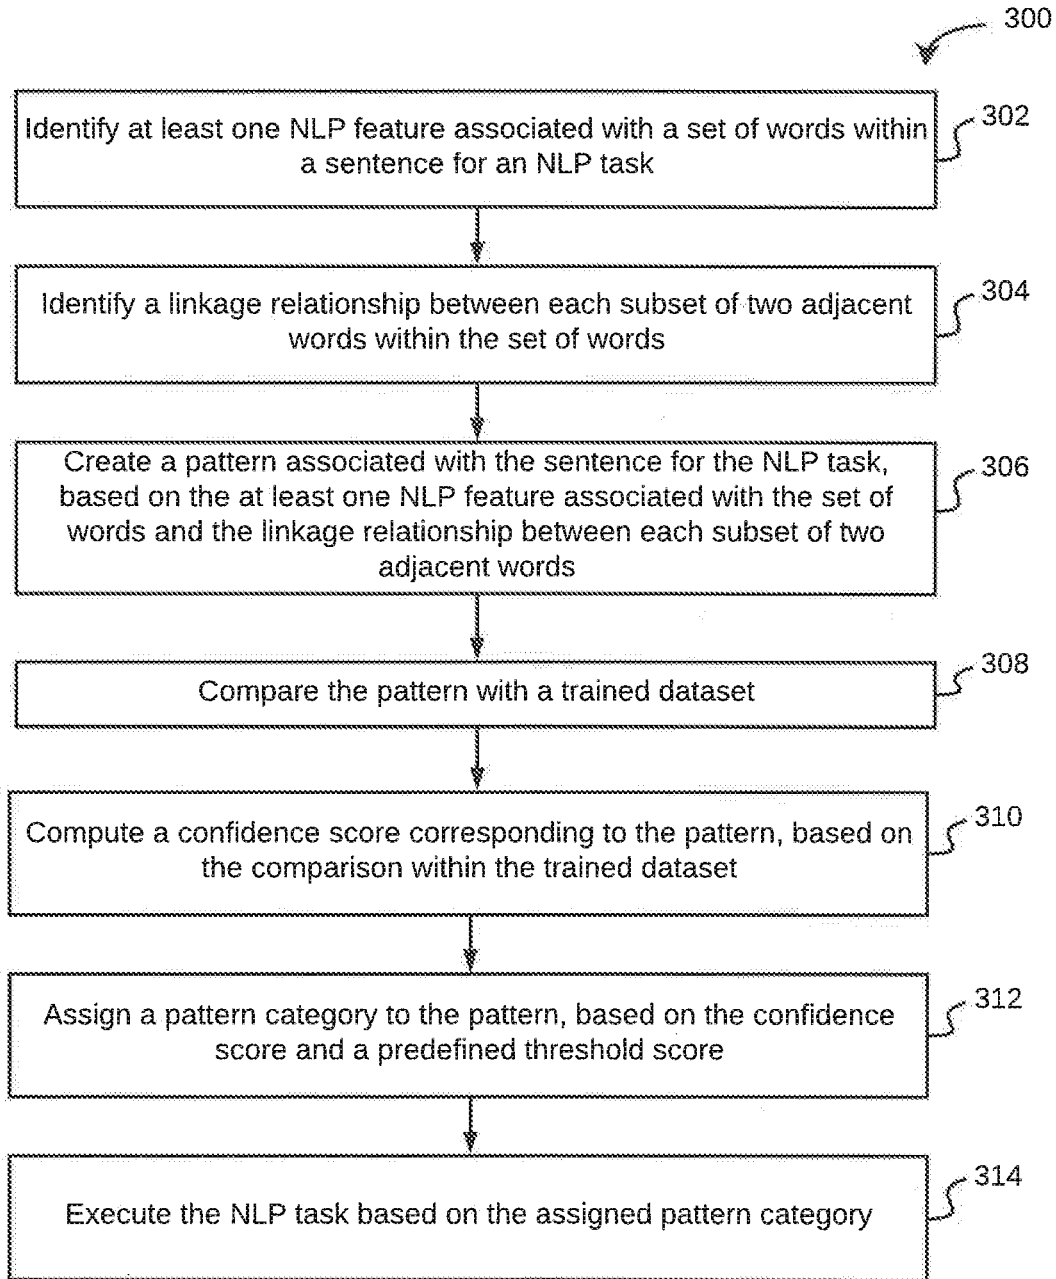 300
Identify at least one NLP feature associated with a set of words within
a sentence for an NLP task
302
Identify a linkage relationship between each subset of two adjacent
words within the set of words
304
Create a pattern associated with the sentence for the NLP task,
based on the at least one NLP feature associated with the set of
words and the linkage relationship between each subset of two
adjacent words
306
Compare the pattern with a trained dataset
308
Compute a confidence score corresponding to the pattern, based on
the comparison within the trained dataset
310
Assign a pattern category to the pattern, based on the confidence
score and a predefined threshold score
312
Execute the NLP task based on the assigned pattern category
314